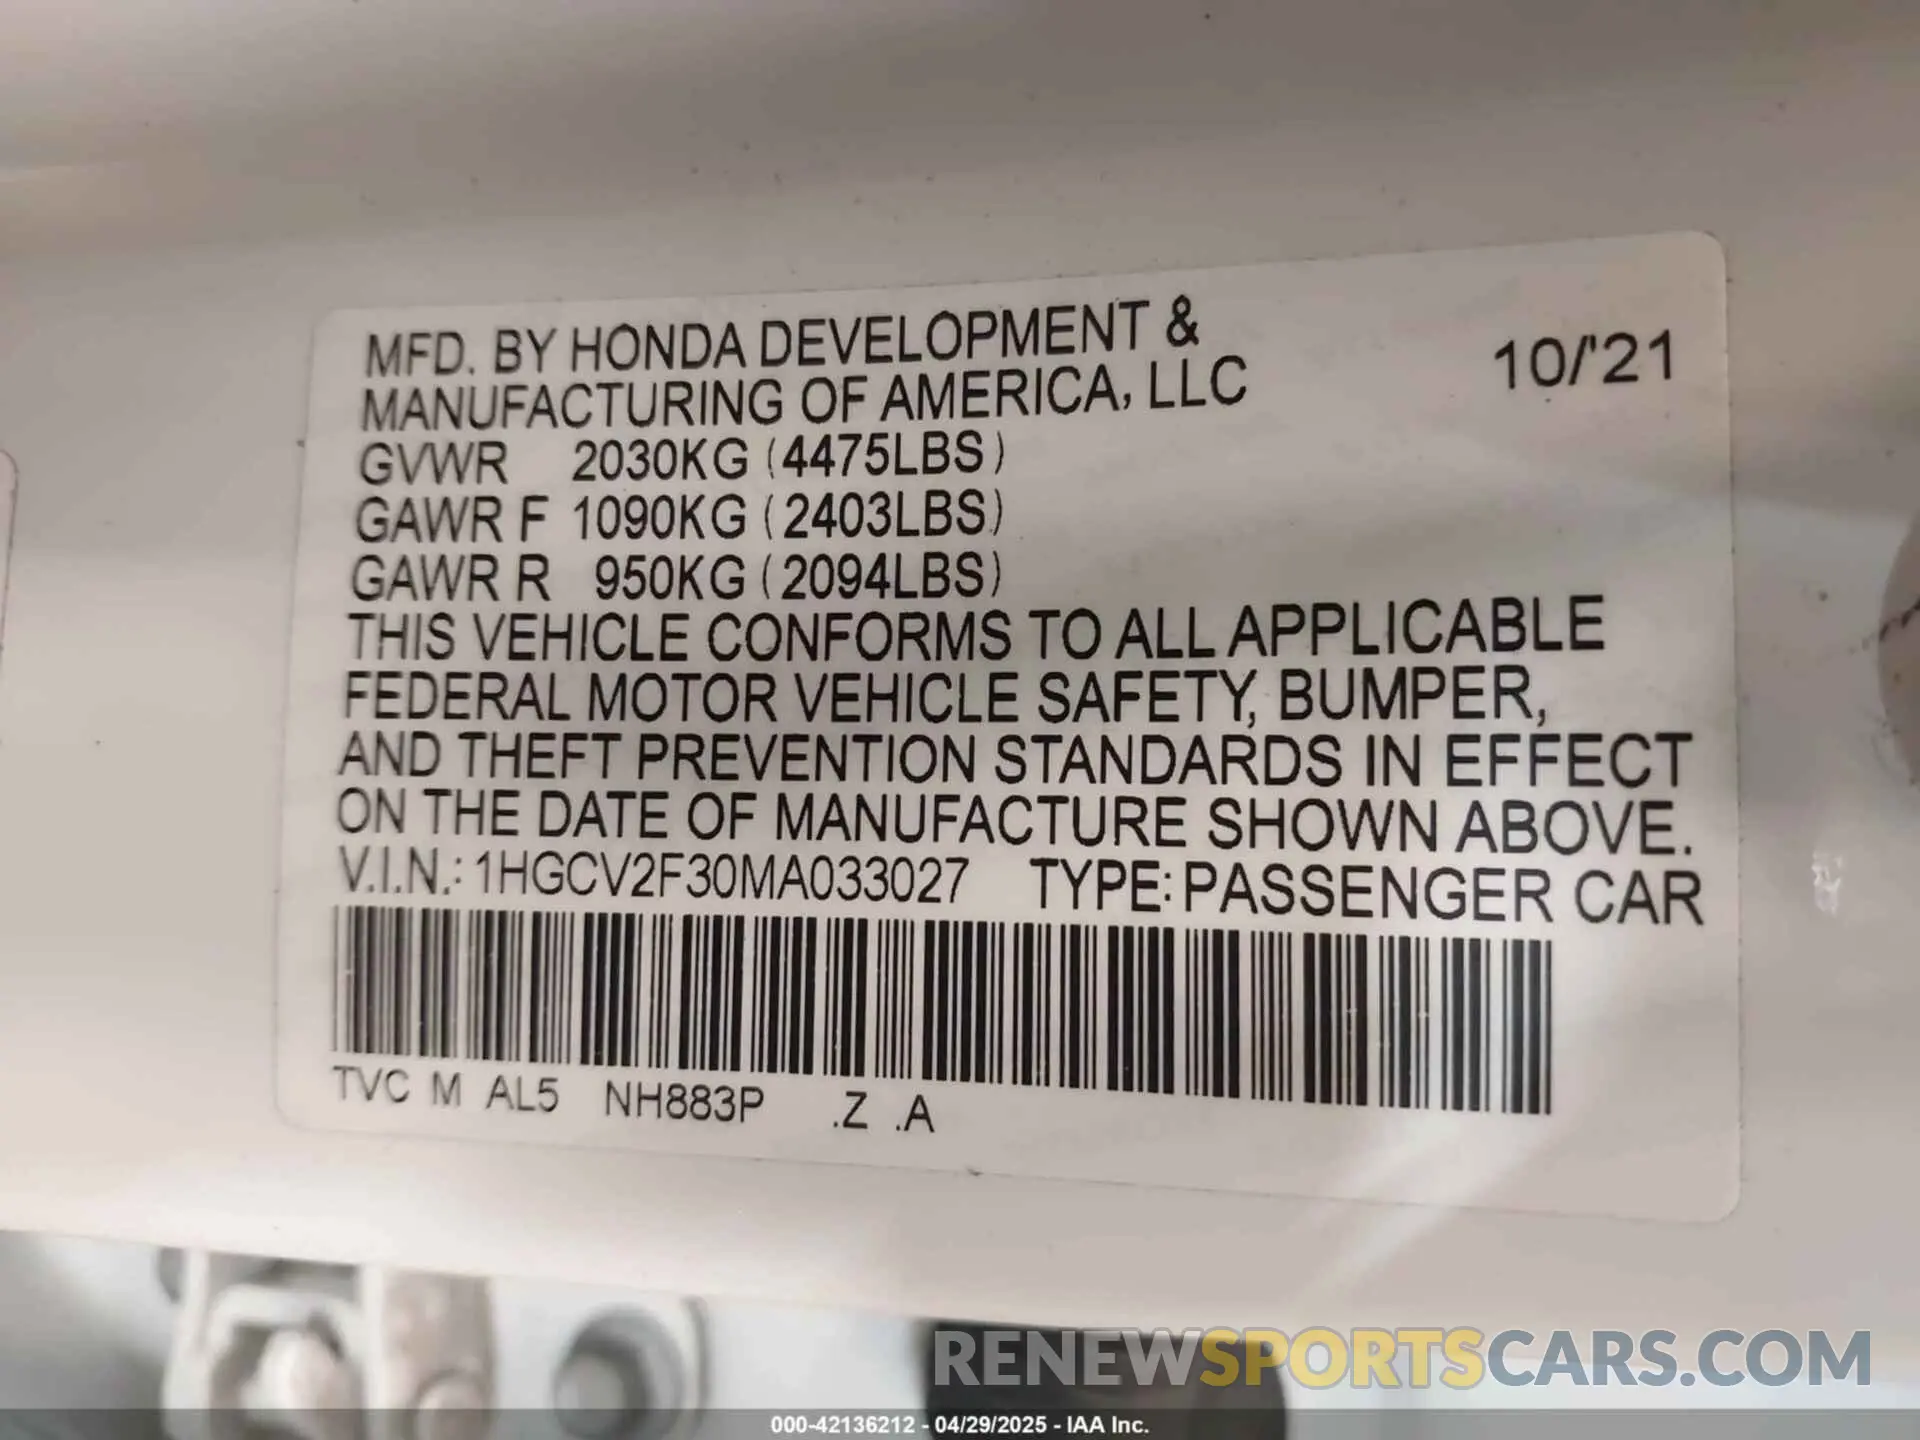 MFD. BY HONDA DEVELOPMENT &
MANUFACTURING OF AMERICA, LLC 10/'21
GVWR 2030KG (4475LBS)
GAWR F 1090KG (2403LBS)
GAWR R 950KG (2094LBS)
THIS VEHICLE CONFORMS TO ALL APPLICABLE
FEDERAL MOTOR VEHICLE SAFETY, BUMPER,
AND THEFT PREVENTION STANDARDS IN EFFECT
ON THE DATE OF MANUFACTURE SHOWN ABOVE.
V.I.N.: 1HGCV2F30MA033027 TYPE: PASSENGER CAR
TVC M AL5 NH883P .Z .A
RENEWSPORTSCARS.COM
000-42136212 - 04/29/2025 - IAA Inc.